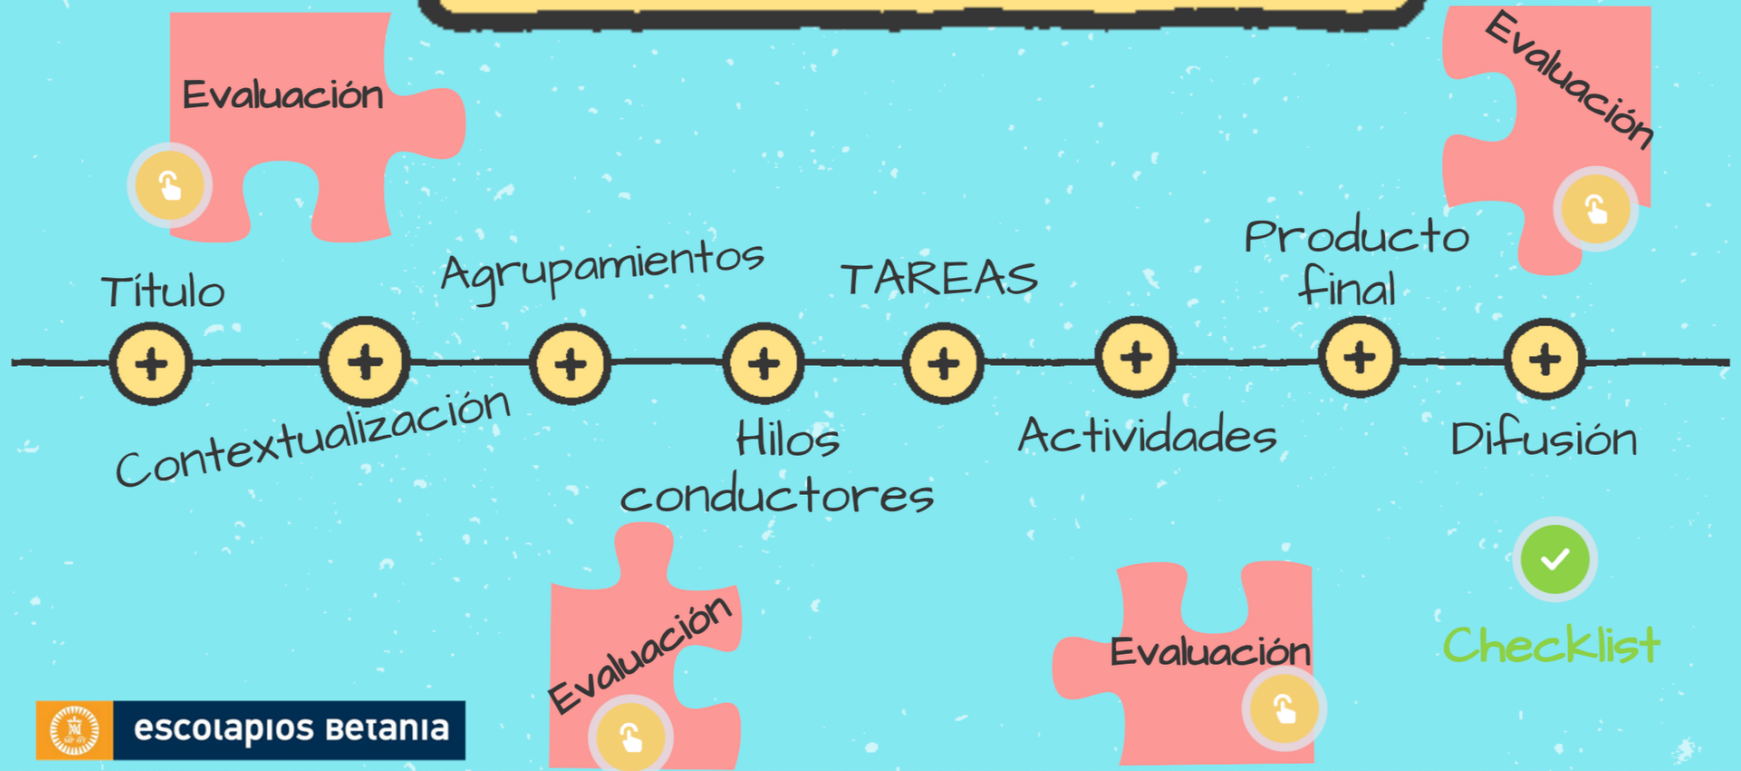 Evaluación
Evaluación
Título
Agrupamientos
TAREAS
Producto
final
Contextualización
Hilos
conductores
Actividades
Difusión
Evaluación
Evaluación
Checklist
escolapios Betania